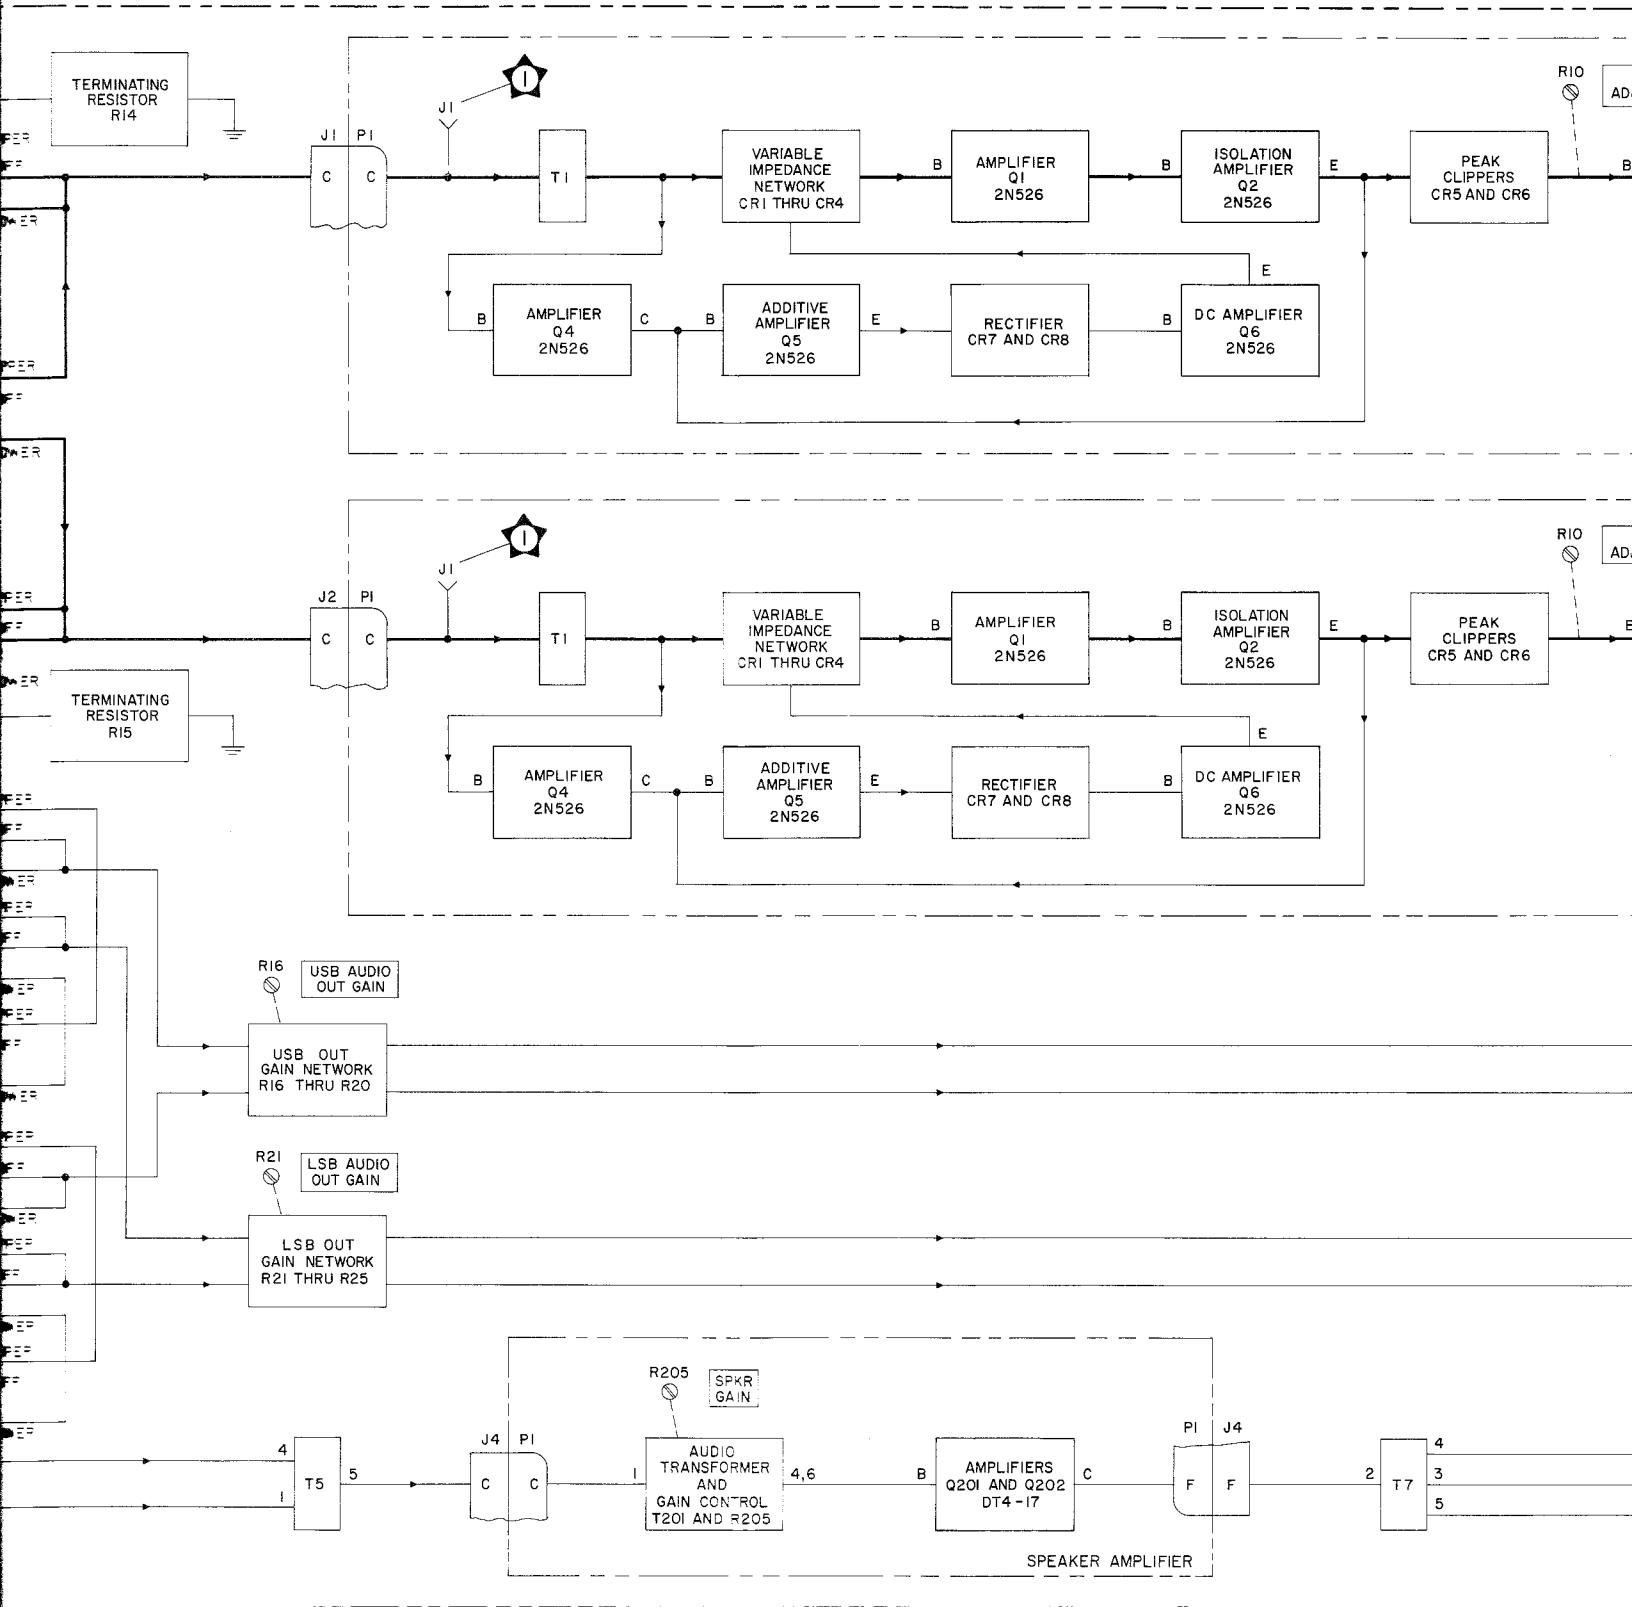 TERMINATING
RESISTOR
R14
J1
1
J1 P1
C C
T1
VARIABLE
IMPEDANCE
NETWORK
CR1 THRU CR4
B
AMPLIFIER
Q1
2N526
B
ISOLATION
AMPLIFIER
Q2
2N526
E
PEAK
CLIPPERS
CR5 AND CR6
R10
B
B
AMPLIFIER
Q4
2N526
C
B
ADDITIVE
AMPLIFIER
Q5
2N526
E
RECTIFIER
CR7 AND CR8
B
DC AMPLIFIER
Q6
2N526
E
J1
1
J2 P1
C C
T1
VARIABLE
IMPEDANCE
NETWORK
CR1 THRU CR4
B
AMPLIFIER
Q1
2N526
B
ISOLATION
AMPLIFIER
Q2
2N526
E
PEAK
CLIPPERS
CR5 AND CR6
R10
TERMINATING
RESISTOR
R15
B
AMPLIFIER
Q4
2N526
C
B
ADDITIVE
AMPLIFIER
Q5
2N526
E
RECTIFIER
CR7 AND CR8
B
DC AMPLIFIER
Q6
2N526
E
R16
USB AUDIO
OUT GAIN
USB OUT
GAIN NETWORK
R16 THRU R20
R21
LSB AUDIO
OUT GAIN
LSB OUT
GAIN NETWORK
R21 THRU R25
4
1
T5
5
J4 P1
C C
R205
SPKR
GAIN
1
AUDIO
TRANSFORMER
AND
GAIN CONTROL
T201 AND R205
4,6
B
AMPLIFIERS
Q201 AND Q202
DT4-17
C
P1 J4
F F
SPEAKER AMPLIFIER
2
T7
4
3
5